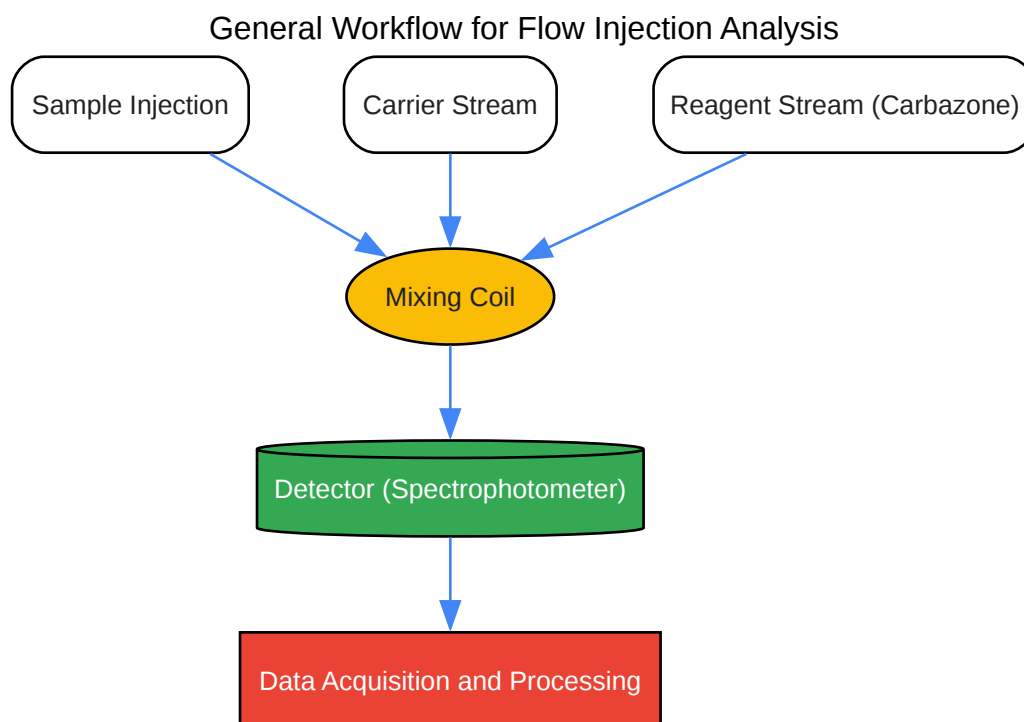 General Workflow for Flow Injection Analysis
Sample Injection
Carrier Stream
Reagent Stream (Carbazone)
Mixing Coil
Detector (Spectrophotometer)
Data Acquisition and Processing